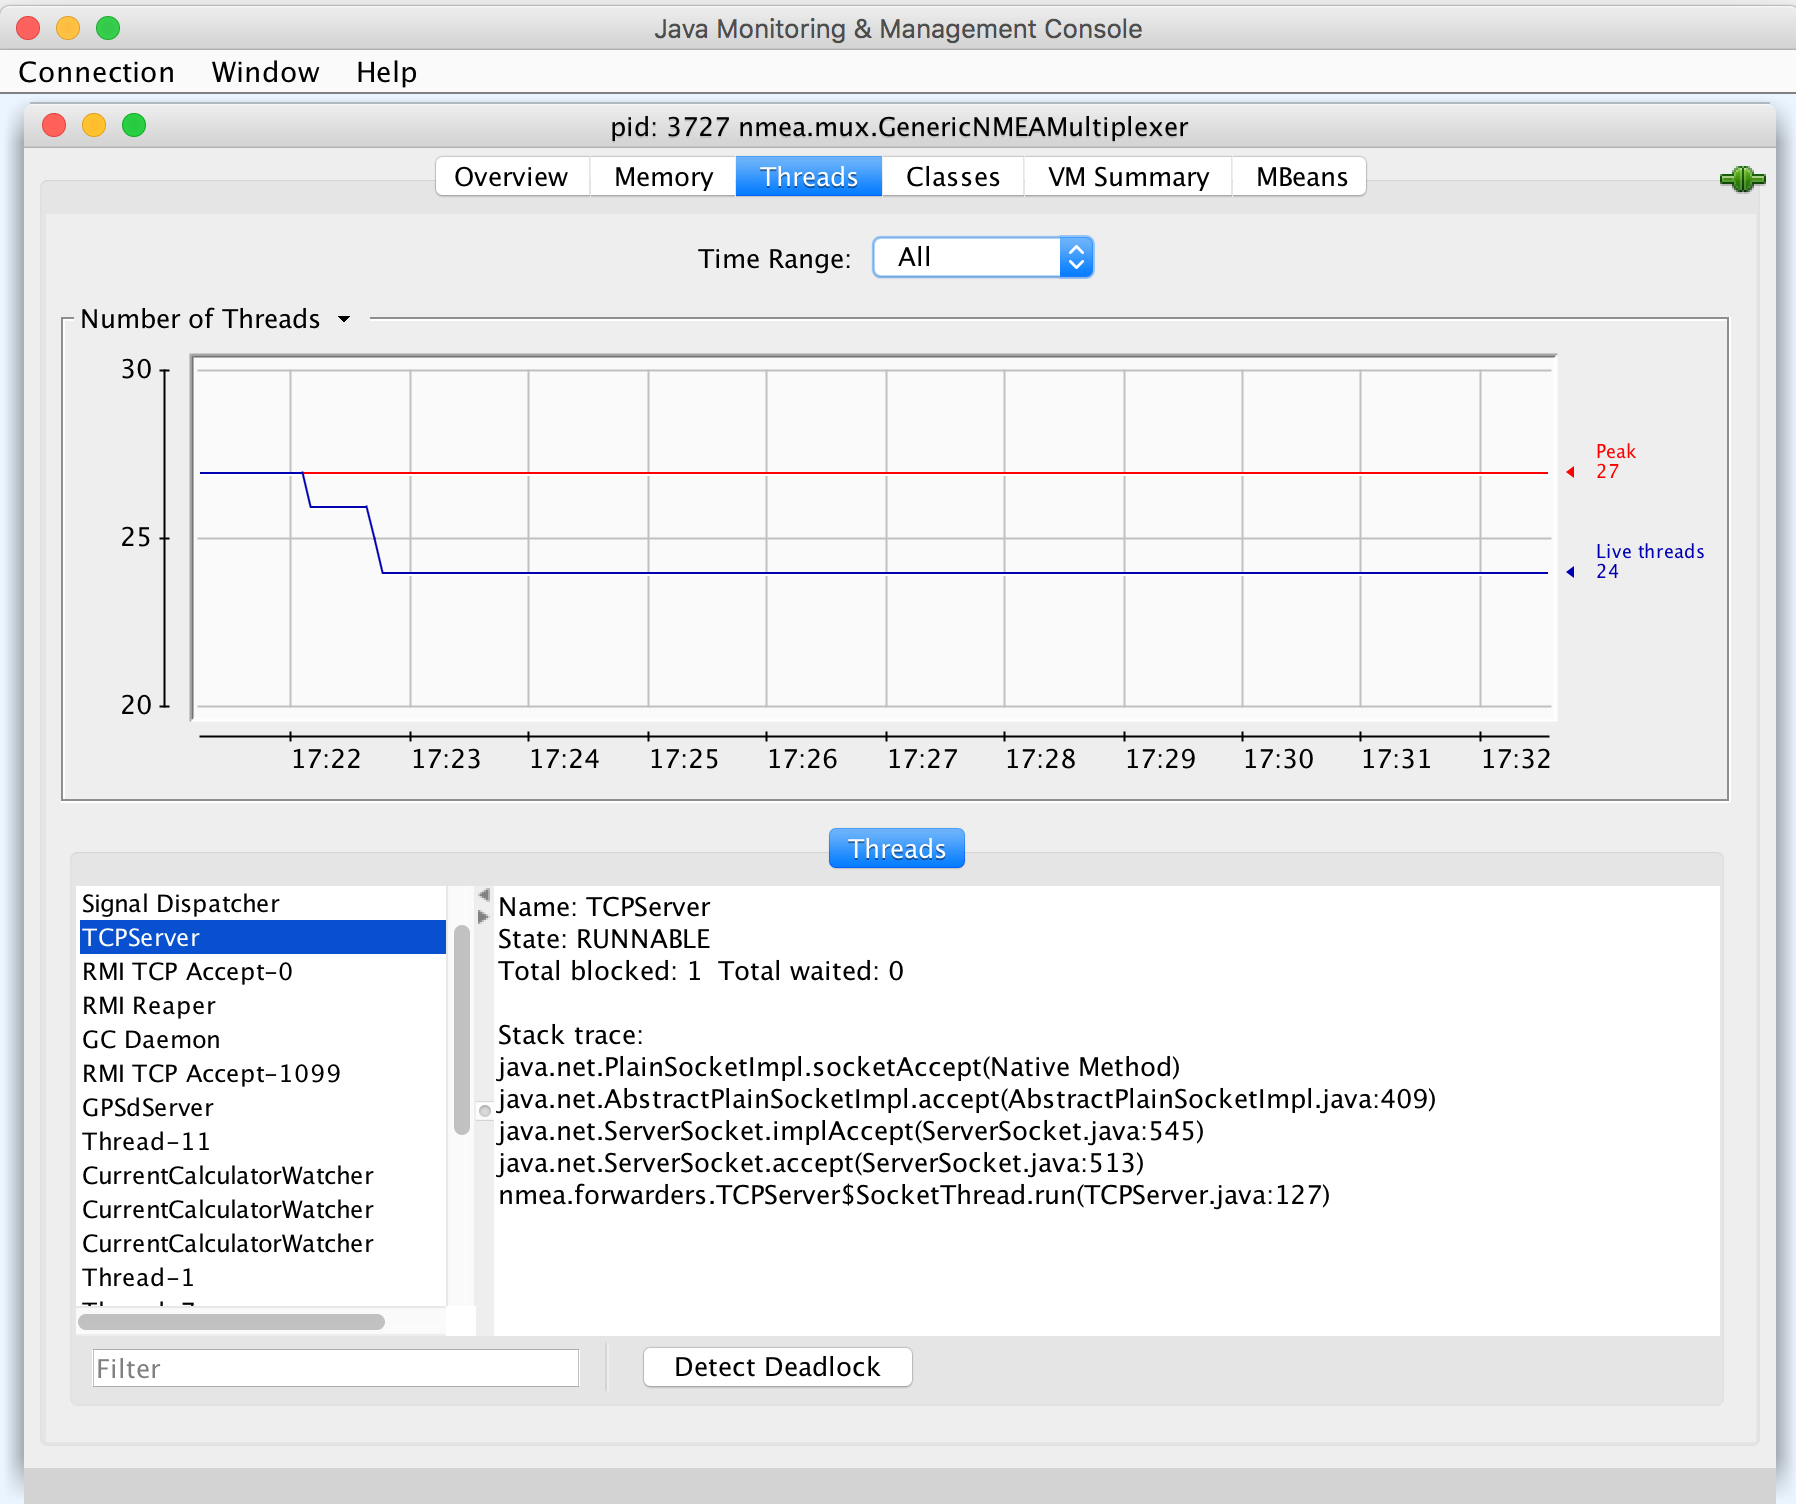 Java Monitoring & Management Console
Connection Window Help
pid: 3727 nmea.mux.GenericNMEAMultiplexer
Overview Memory Threads Classes VM Summary MBeans
Time Range: All
Number of Threads
30
25
20
Peak
27
Live threads
24
17:22 17:23 17:24 17:25 17:26 17:27 17:28 17:29 17:30 17:31 17:32
Threads
Signal Dispatcher
TCPServer
RMI TCP Accept-0
RMI Reaper
GC Daemon
RMI TCP Accept-1099
GPSdServer
Thread-11
CurrentCalculatorWatcher
CurrentCalculatorWatcher
CurrentCalculatorWatcher
Thread-1
Name: TCPServer
State: RUNNABLE
Total blocked: 1 Total waited: 0
Stack trace:
java.net.PlainSocketImpl.socketAccept(Native Method)
java.net.AbstractPlainSocketImpl.accept(AbstractPlainSocketImpl.java:409)
java.net.ServerSocket.implAccept(ServerSocket.java:545)
java.net.ServerSocket.accept(ServerSocket.java:513)
nmea.forwarders.TCPServer$SocketThread.run(TCPServer.java:127)
Filter
Detect Deadlock